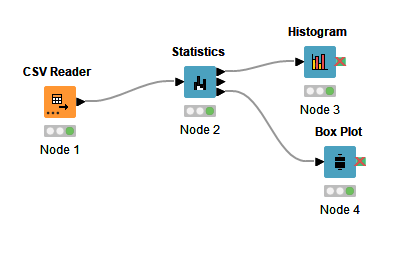 Histogram
Statistics
CSV Reader
Node 3
Node 2
Box Plot
Node 1
Node 4